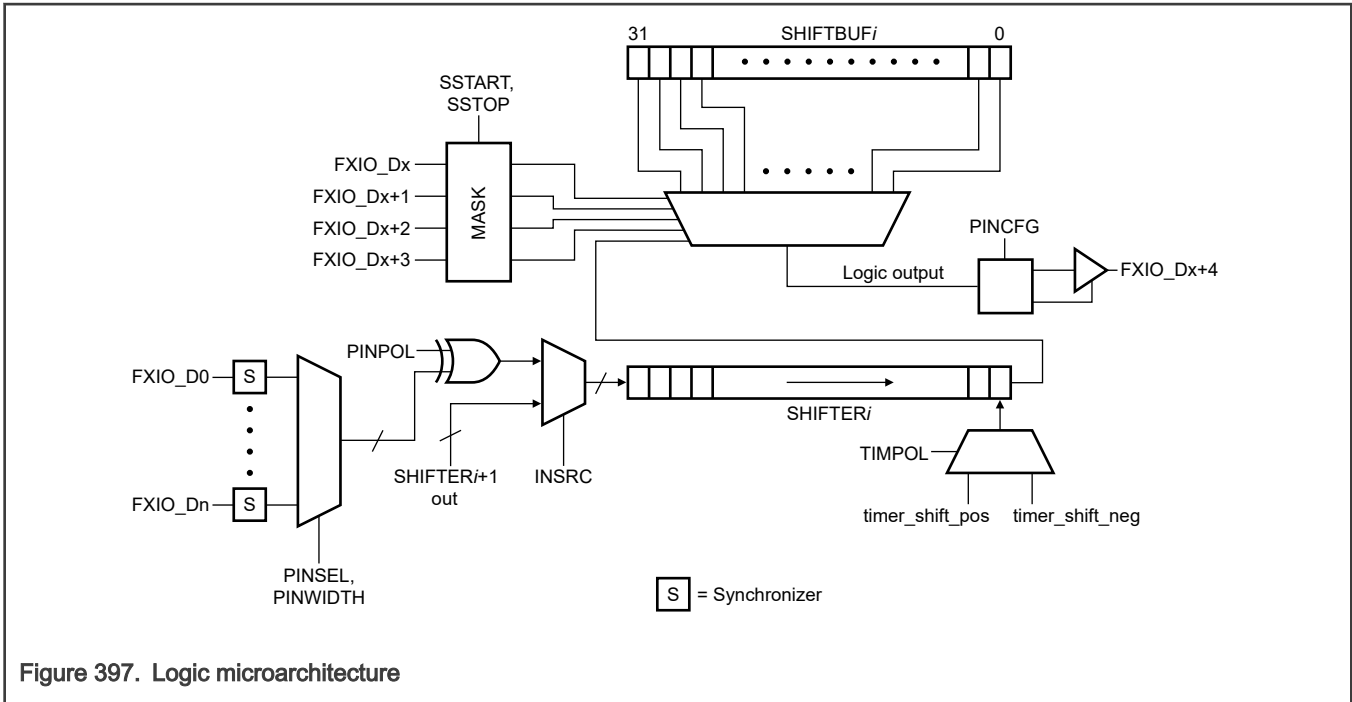 31 SHIFTBUFi 0
SSTART,
SSTOP
FXIO_Dx
FXIO_Dx+1
FXIO_Dx+2
FXIO_Dx+3
MASK
PINCFG
Logic output
FXIO_Dx+4
PINPOL
FXIO_D0
S
SHIFTERi
TIMPOL
SHIFTERi+1
out
INSRC
FXIO_Dn
S
timer_shift_pos timer_shift_neg
PINSEL,
PINWIDTH
S = Synchronizer
Figure 397. Logic microarchitecture